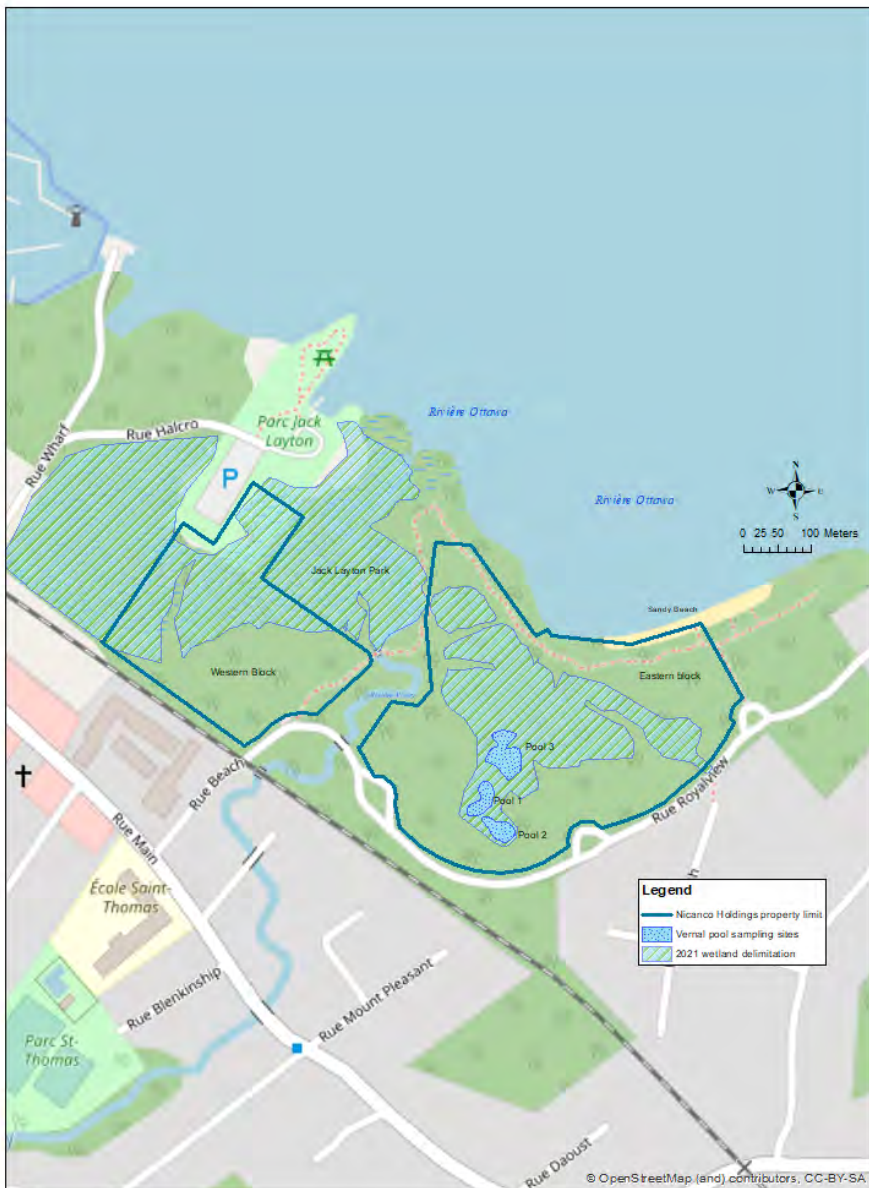 Rivière Ottawa
Parc Jack
Layton
Rue Halcro
Rue Wharf
P
N
W E
S
Rivière Ottawa
0 25 50 100 Meters
Jack Layton Park
Sandy Beach
Western Block
Eastern block
Pool 3
Pool 1
Pool 2
Rue Beach
Rue Royalview
Rue Main
École Saint-
Thomas
Legend
Nicanco Holdings property limit
Vernal pool sampling sites
2021 wetland delimitation
Rue Blenkinship
Rue Mount Pleasant
Parc St-
Thomas
Rue Daoust
© OpenStreetMap (and) contributors, CC-BY-SA